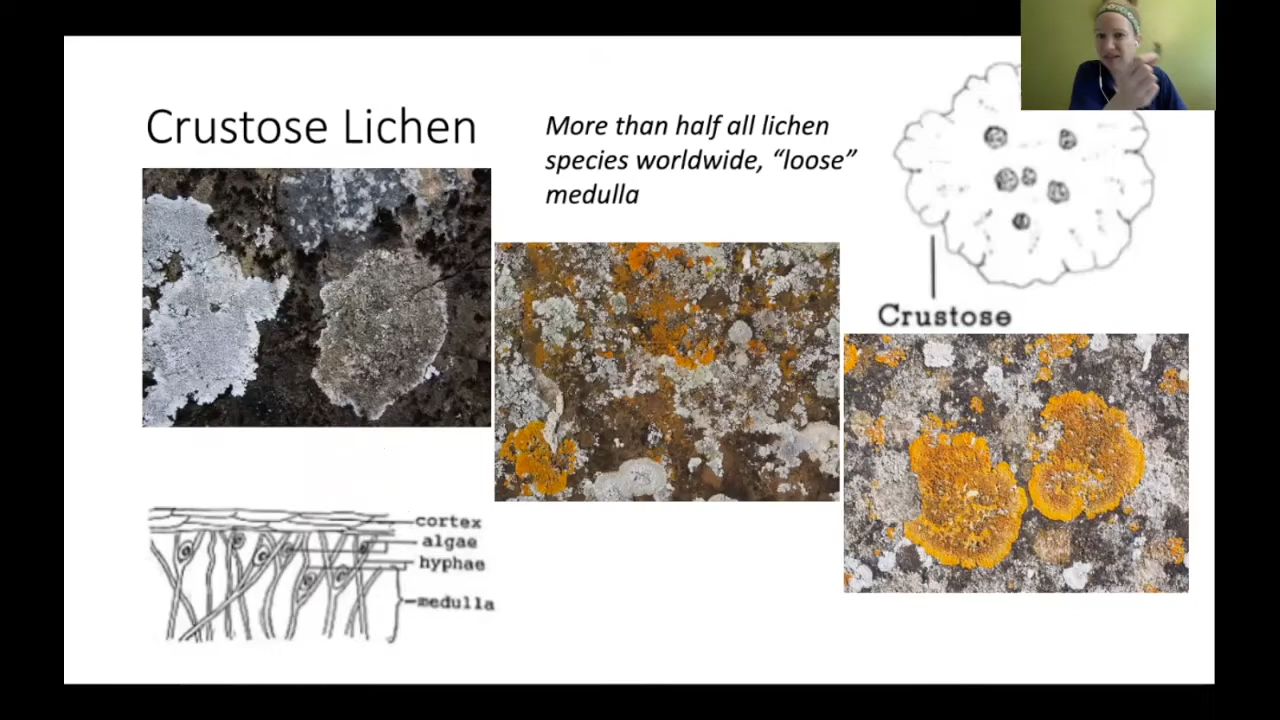 Crustose Lichen
More than half all lichen
species worldwide, “loose”
medulla
Crustose
cortex
algae
hyphae
medulla